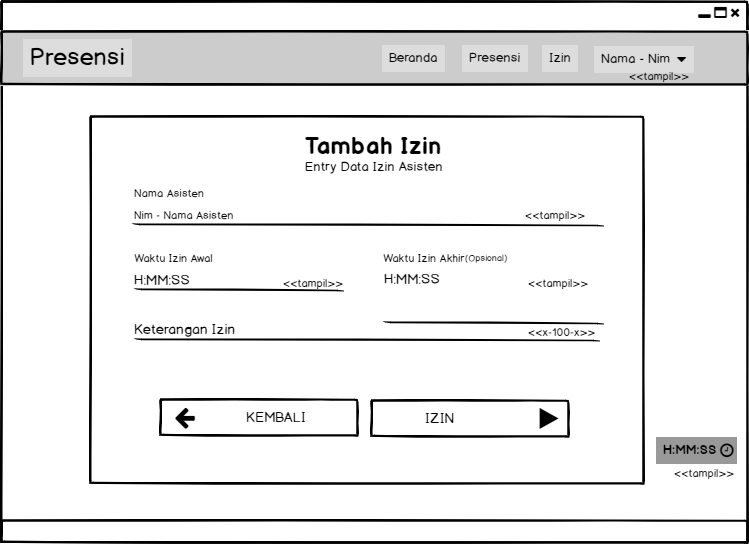 Presensi
Beranda
Presensi
Izin
Nama - Nim
<<tampil>>
Tambah Izin
Entry Data Izin Asisten
Nama Asisten
Nim - Nama Asisten <<tampil>>
Waktu Izin Awal
Waktu Izin Akhir(Opsional)
H:MM:SS <<tampil>>
H:MM:SS <<tampil>>
Keterangan Izin <<x-100-x>>
KEMBALI
IZIN
H:MM:SS
<<tampil>>